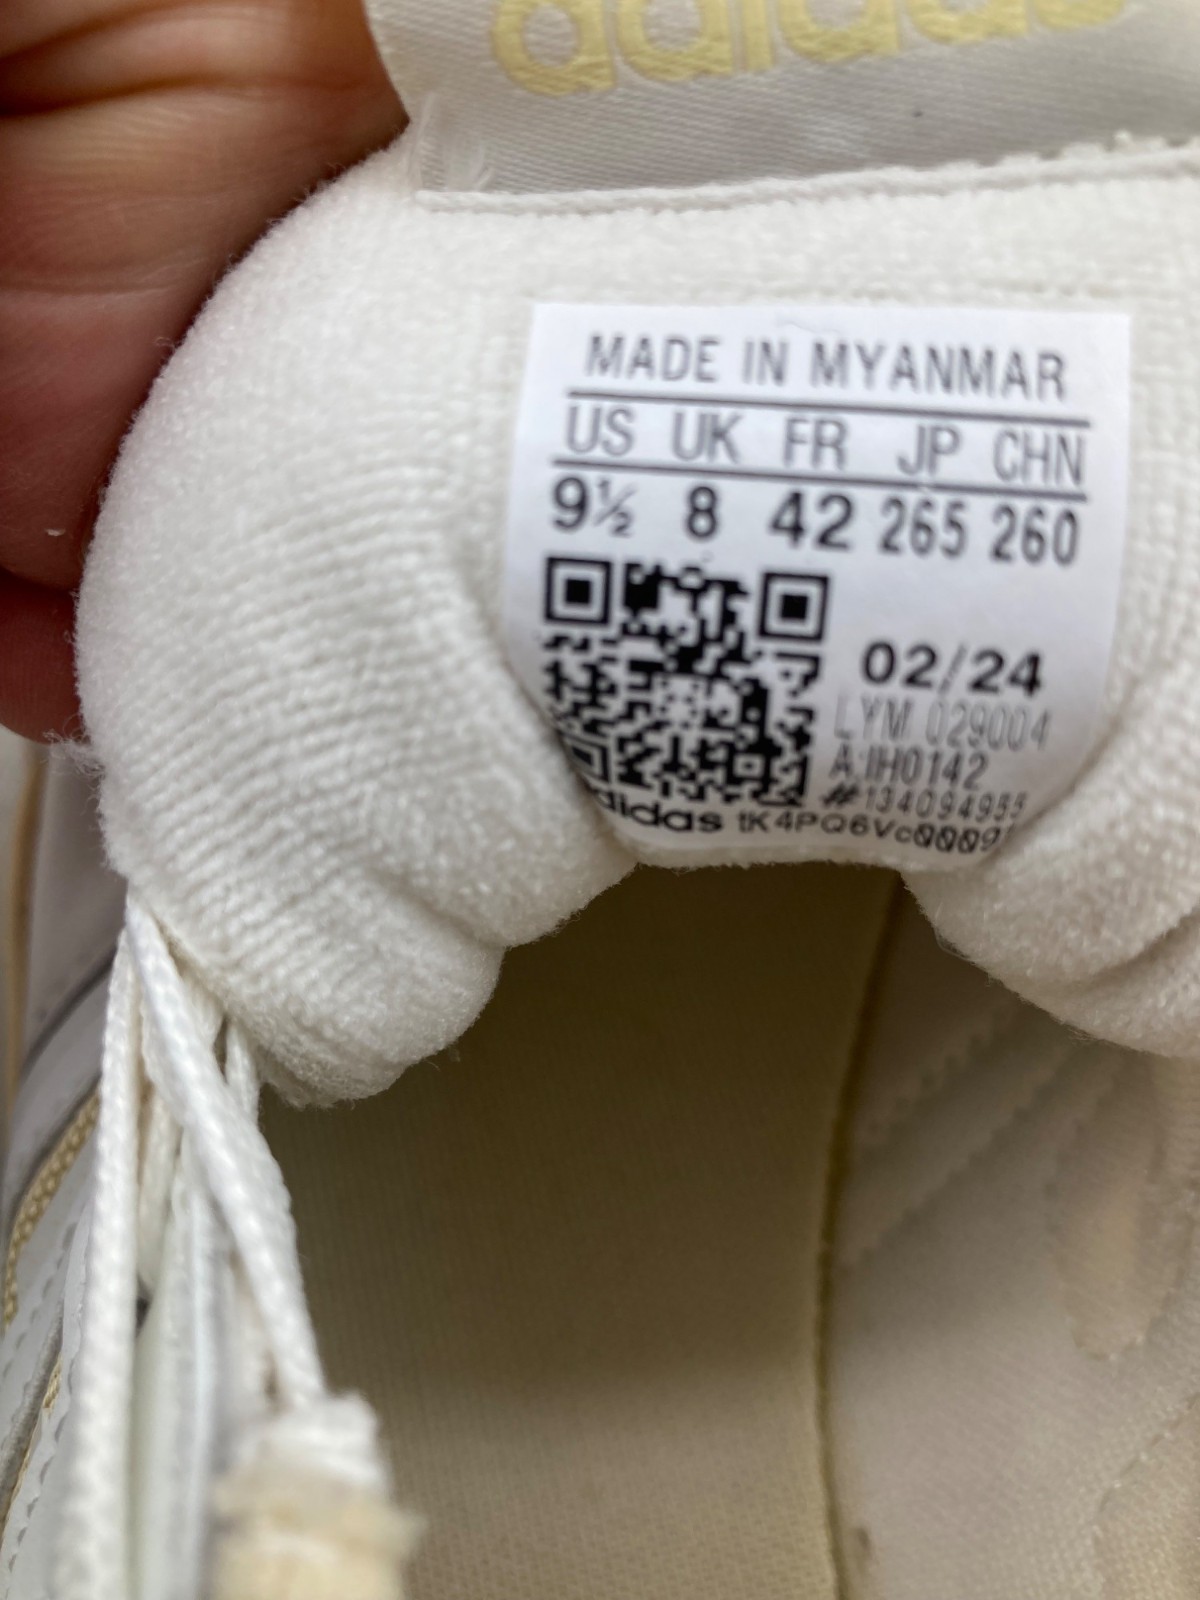 adidas
MADE IN MYANMAR
US UK FR JP CHN
9½ 8 42 265 260
02/24
LYM 029004
A:IH0142
#134094955
adidas